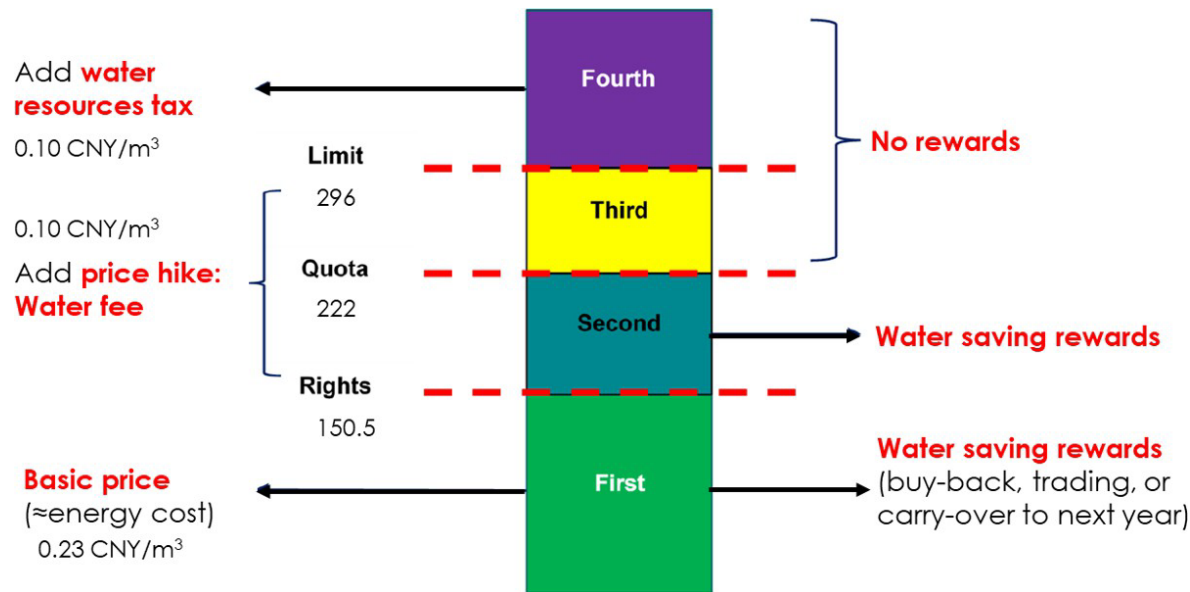 Add water
resources tax
0.10 CNY/m³
Limit
296
0.10 CNY/m³
Add price hike:
Water fee
Quota
222
Rights
150.5
Basic price
(≈energy cost)
0.23 CNY/m³
Fourth
Third
Second
First
No rewards
Water saving rewards
Water saving rewards
(buy-back, trading, or
carry-over to next year)